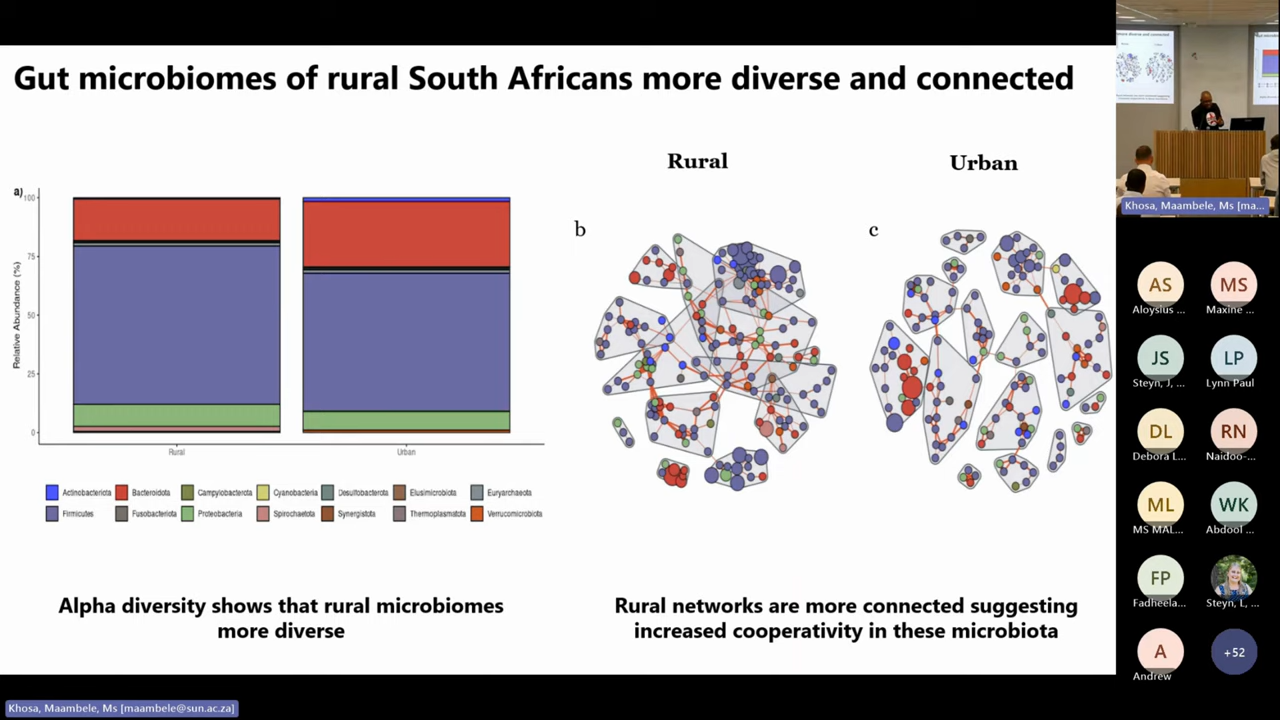 Gut microbiomes of rural South Africans more diverse and connected
Rural
Urban
a)
b
c
100
75
50
25
0
Relative Abundance (%)
Rural
Urban
Actinobacteriota
Bacteroidota
Campylobacterota
Cyanobacteria
Desulfobacterota
Elusimicrobiota
Euryarchaeota
Firmicutes
Fusobacteriota
Proteobacteria
Spirochaetota
Synergistota
Thermoplasmatota
Verrucomicrobiota
Alpha diversity shows that rural microbiomes
more diverse
Rural networks are more connected suggesting
increased cooperativity in these microbiota
Khosa, Maambele, Ms [maambele@sun.ac.za]
Khosa, Maambele, Ms [ma...
AS
Aloysius ...
MS
Maxine ...
JS
Steyn, J, ...
LP
Lynn Paul
DL
Debora L...
RN
Naidoo-...
ML
MS MAL...
WK
Abdool ...
FP
Fadheela...
Steyn, L, ...
A
Andrew
+52